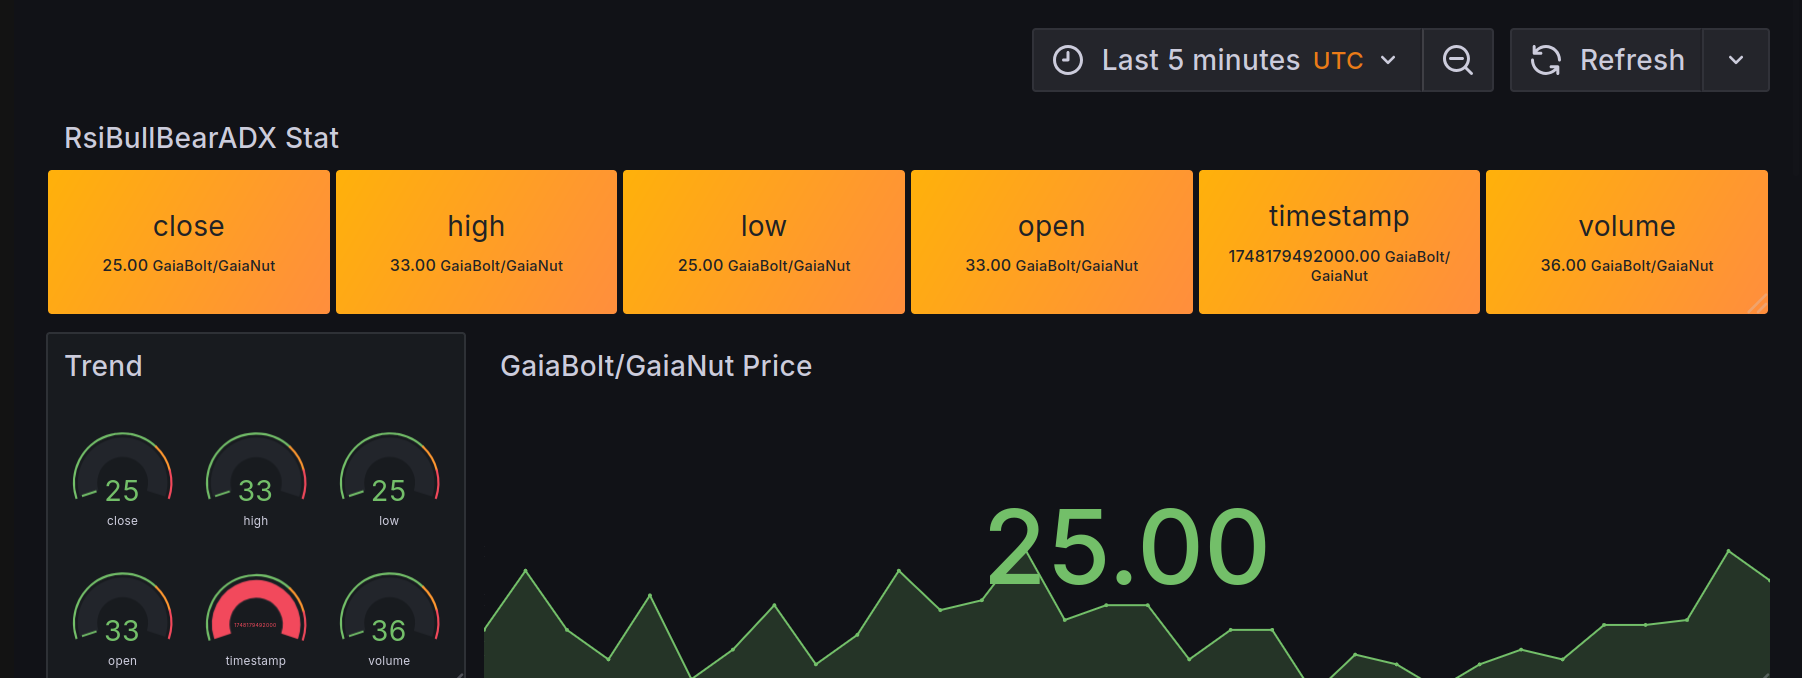 Last 5 minutes UTC
Refresh
RsiBullBearADX Stat
close
25.00 GaiaBolt/GaiaNut
high
33.00 GaiaBolt/GaiaNut
low
25.00 GaiaBolt/GaiaNut
open
33.00 GaiaBolt/GaiaNut
timestamp
1748179492000.00 GaiaBolt/
GaiaNut
volume
36.00 GaiaBolt/GaiaNut
Trend
25
close
33
high
25
low
33
open
1748179492000
timestamp
36
volume
GaiaBolt/GaiaNut Price
25.00